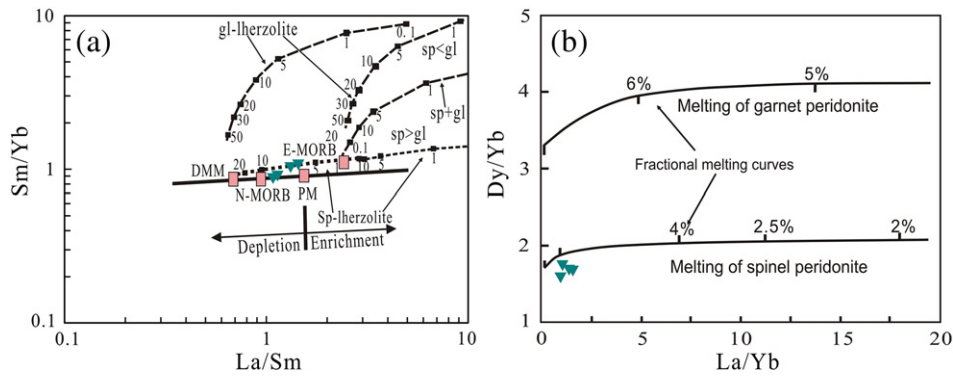 (a)
10
1
0.1
Sm/Yb
0.1
1
10
La/Sm
gl-lherzolite
0.1
1
5
10
20
30
50
sp<gl
1
5
10
20
30
50
sp+gl
1
5
10
20
sp>gl
0.1
1
5
10
E-MORB
DMM
20
10
5
N-MORB
PM
Sp-lherzolite
Depletion
Enrichment
(b)
5
4
3
2
1
Dy/Yb
0
5
10
15
20
La/Yb
6%
5%
Melting of garnet peridonite
Fractional melting curves
4%
2.5%
2%
Melting of spinel peridonite